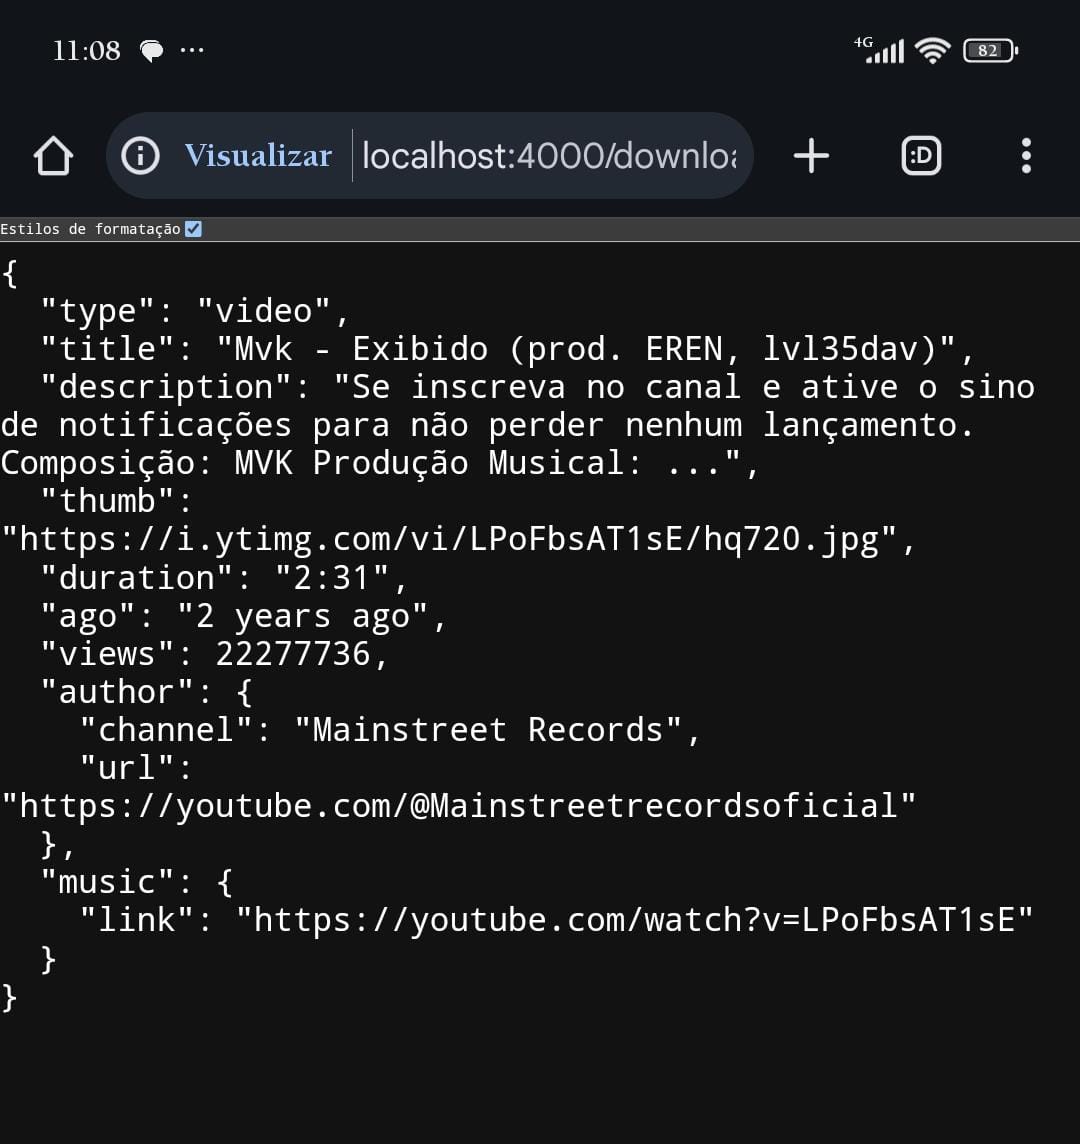 11:08 ...
4G 82
Visualizar localhost:4000/downloa :D
Estilos de formatação
{
  "type": "video",
  "title": "Mvk - Exibido (prod. EREN, lvl35dav)",
  "description": "Se inscreva no canal e ative o sino
de notificações para não perder nenhum lançamento.
Composição: MVK Produção Musical: ...",
  "thumb":
"https://i.ytimg.com/vi/LPoFbsAT1sE/hq720.jpg",
  "duration": "2:31",
  "ago": "2 years ago",
  "views": 22277736,
  "author": {
    "channel": "Mainstreet Records",
    "url":
"https://youtube.com/@Mainstreetrecordsoficial"
  },
  "music": {
    "link": "https://youtube.com/watch?v=LPoFbsAT1sE"
  }
}